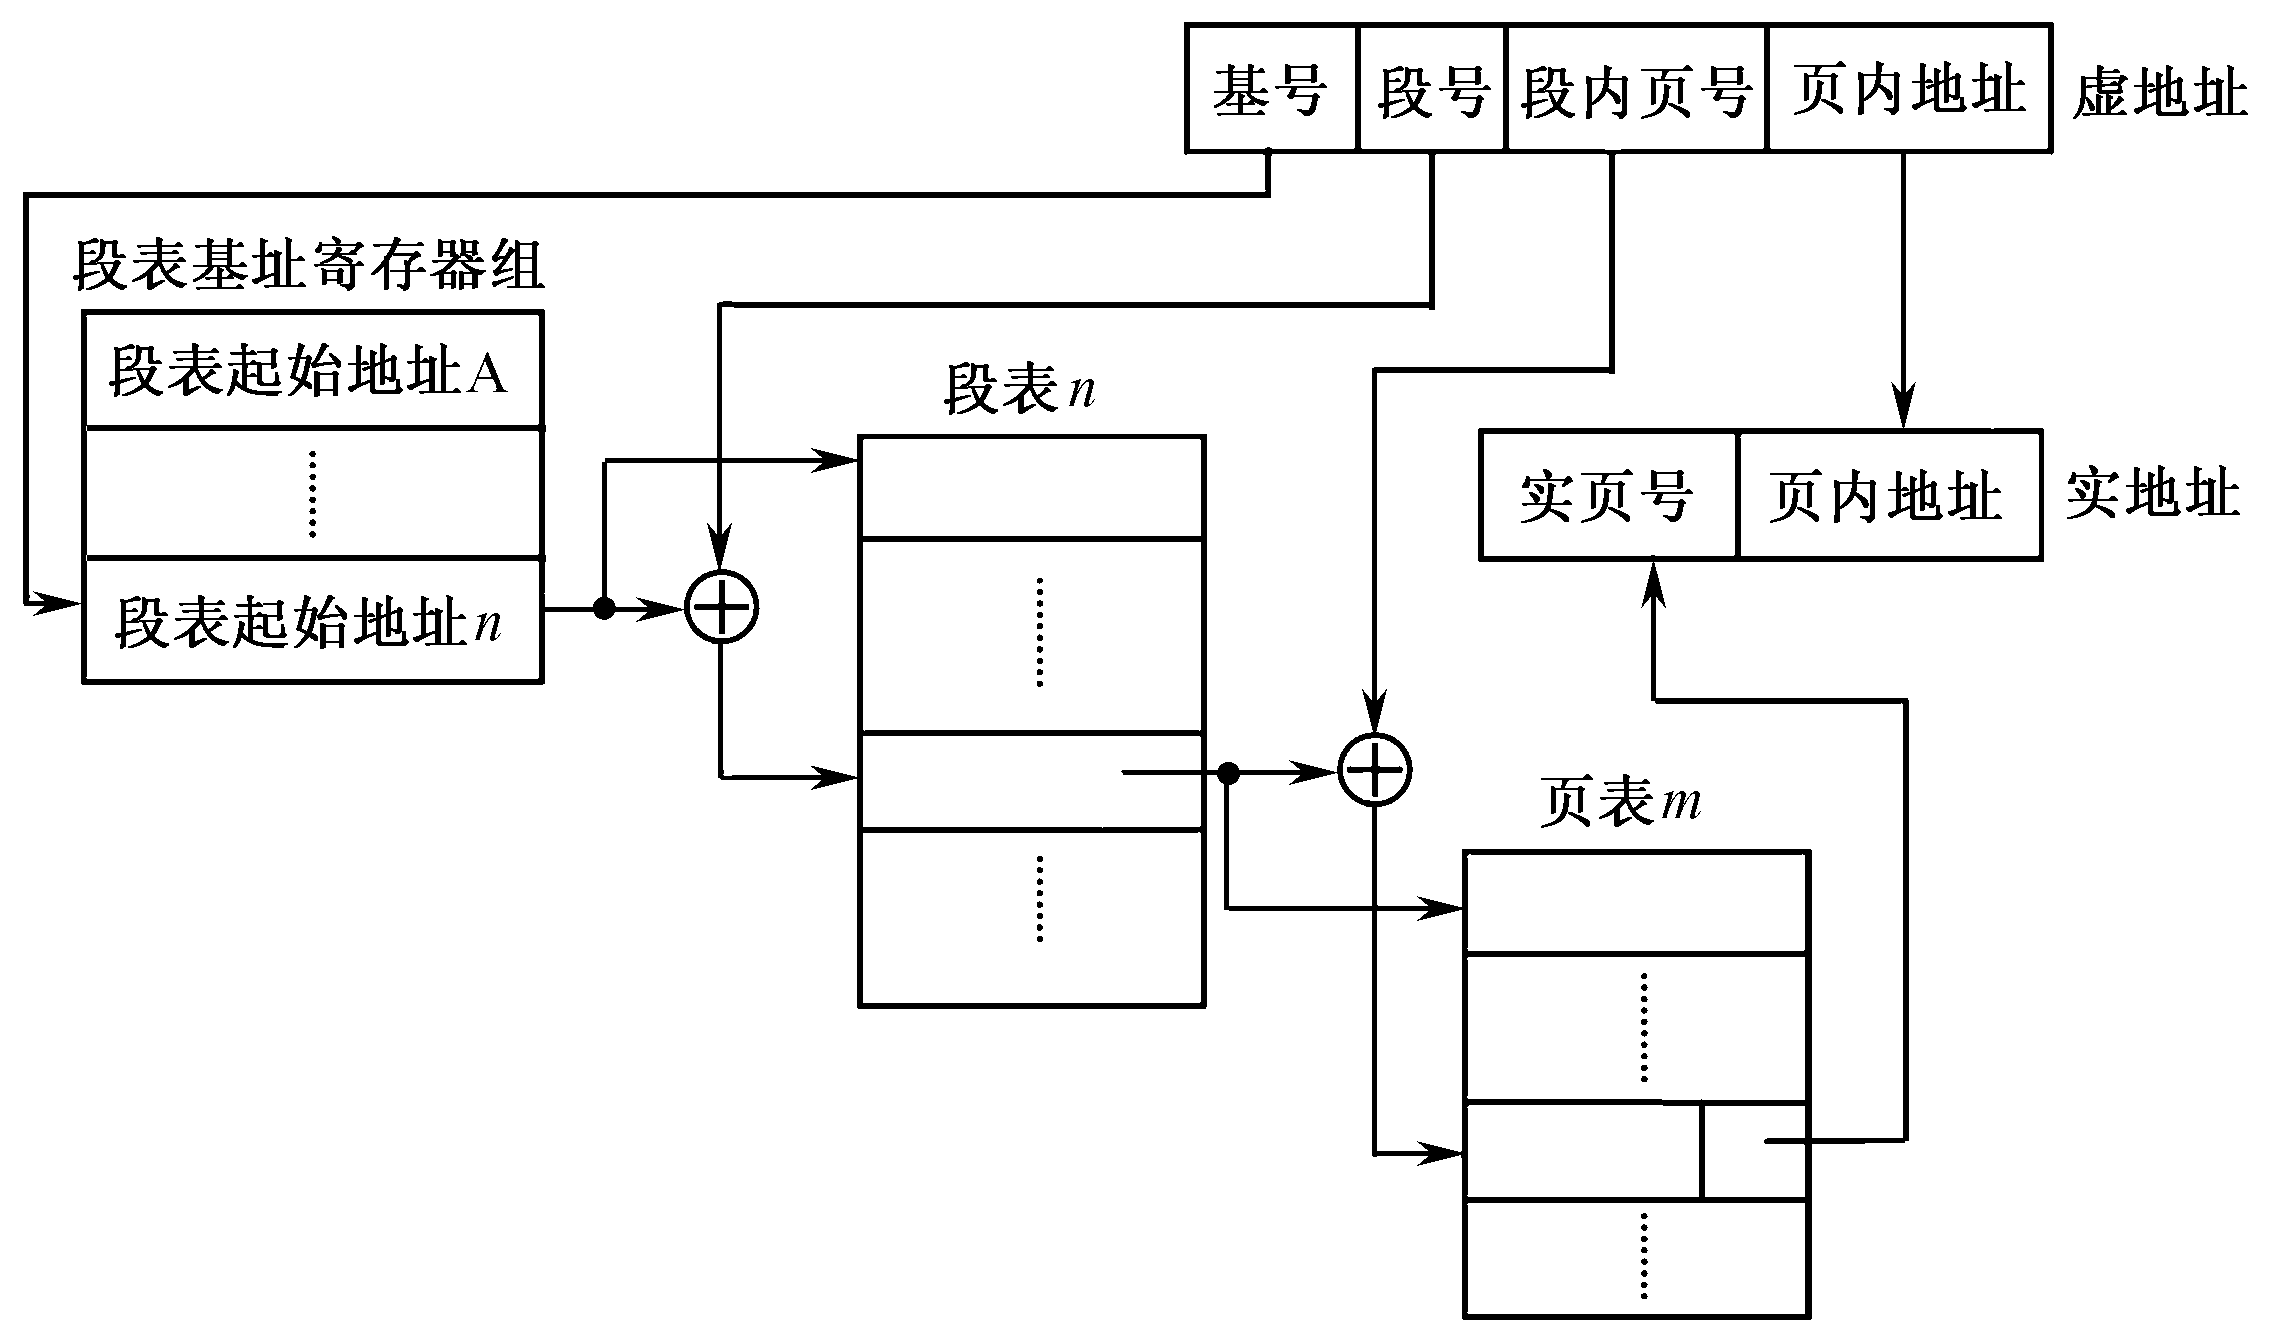 基号 段号 段内页号 页内地址 虚地址
段表基址寄存器组
段表起始地址A
段表起始地址n
段表n
实页号 页内地址 实地址
页表m